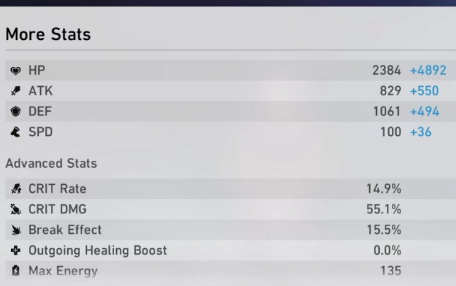 More Stats
HP 2384 +4892
ATK 829 +550
DEF 1061 +494
SPD 100 +36
Advanced Stats
CRIT Rate 14.9%
CRIT DMG 55.1%
Break Effect 15.5%
Outgoing Healing Boost 0.0%
Max Energy 135